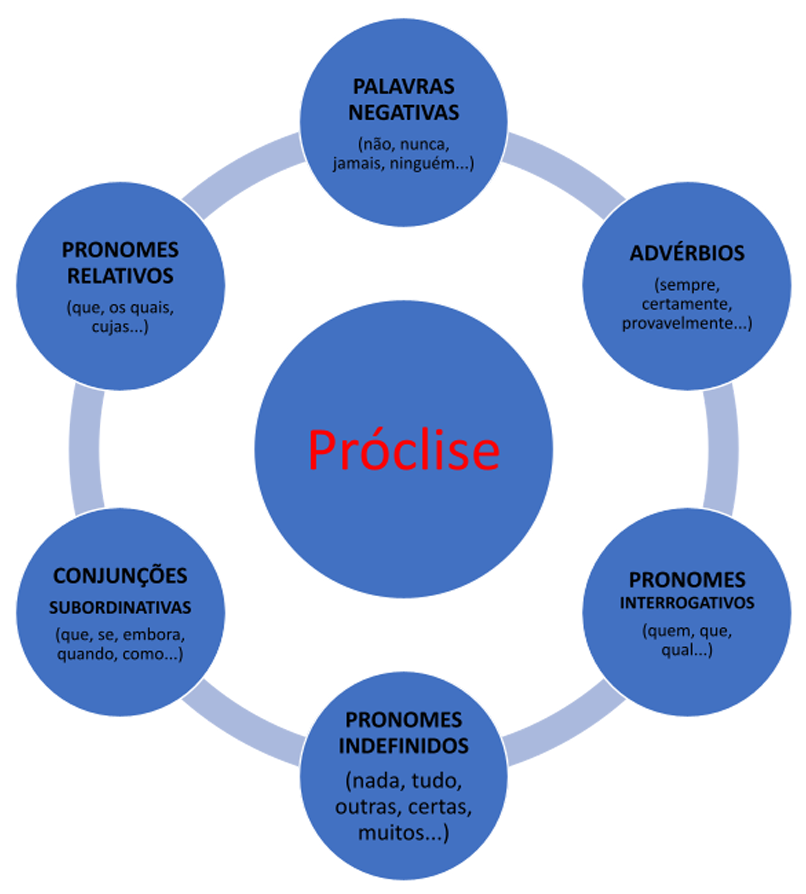 PALAVRAS
NEGATIVAS
(não, nunca,
jamais, ninguém...)
ADVÉRBIOS
(sempre,
certamente,
provavelmente...)
PRONOMES
INTERROGATIVOS
(quem, que,
qual...)
PRONOMES
INDEFINIDOS
(nada, tudo,
outras, certas,
muitos...)
CONJUNÇÕES
SUBORDINATIVAS
(que, se, embora,
quando, como...)
PRONOMES
RELATIVOS
(que, os quais,
cujas...)
Próclise